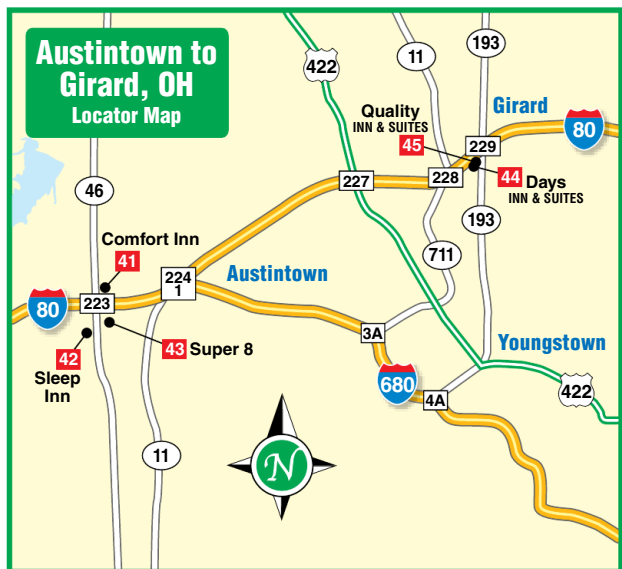 Austintown to
Girard, OH
Locator Map
422
11
193
Quality
INN & SUITES
45
Girard
80
229
228
227
44
Days
INN & SUITES
46
193
Comfort Inn
41
711
224
1
Austintown
80
223
3A
42
43 Super 8
Youngstown
Sleep
Inn
680
4A
422
11
N